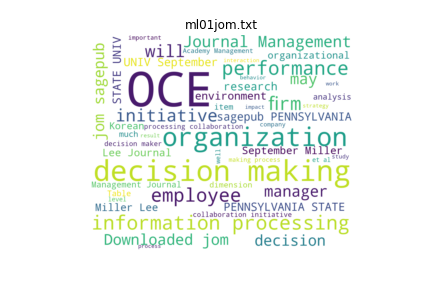 ml01jom.txt
important
will
Journal Management
Academy Management
interaction
organizational
UNIV September
performance
STATE UNIV
jom sagepub
OCE
behavior
work
research
may
environment
firm
analysis
initiative
item
impact
strategy
sagepub PENNSYLVANIA
Korean
processing collaboration
company
much
result
organization
decision maker
well
September Miller
Lee Journal
making process
et al
study
decision making
Management Journal
dimension
table
level
employee
manager
Miller Lee
PENNSYLVANIA STATE
collaboration initiative
information processing
Downloaded jom
decision
process